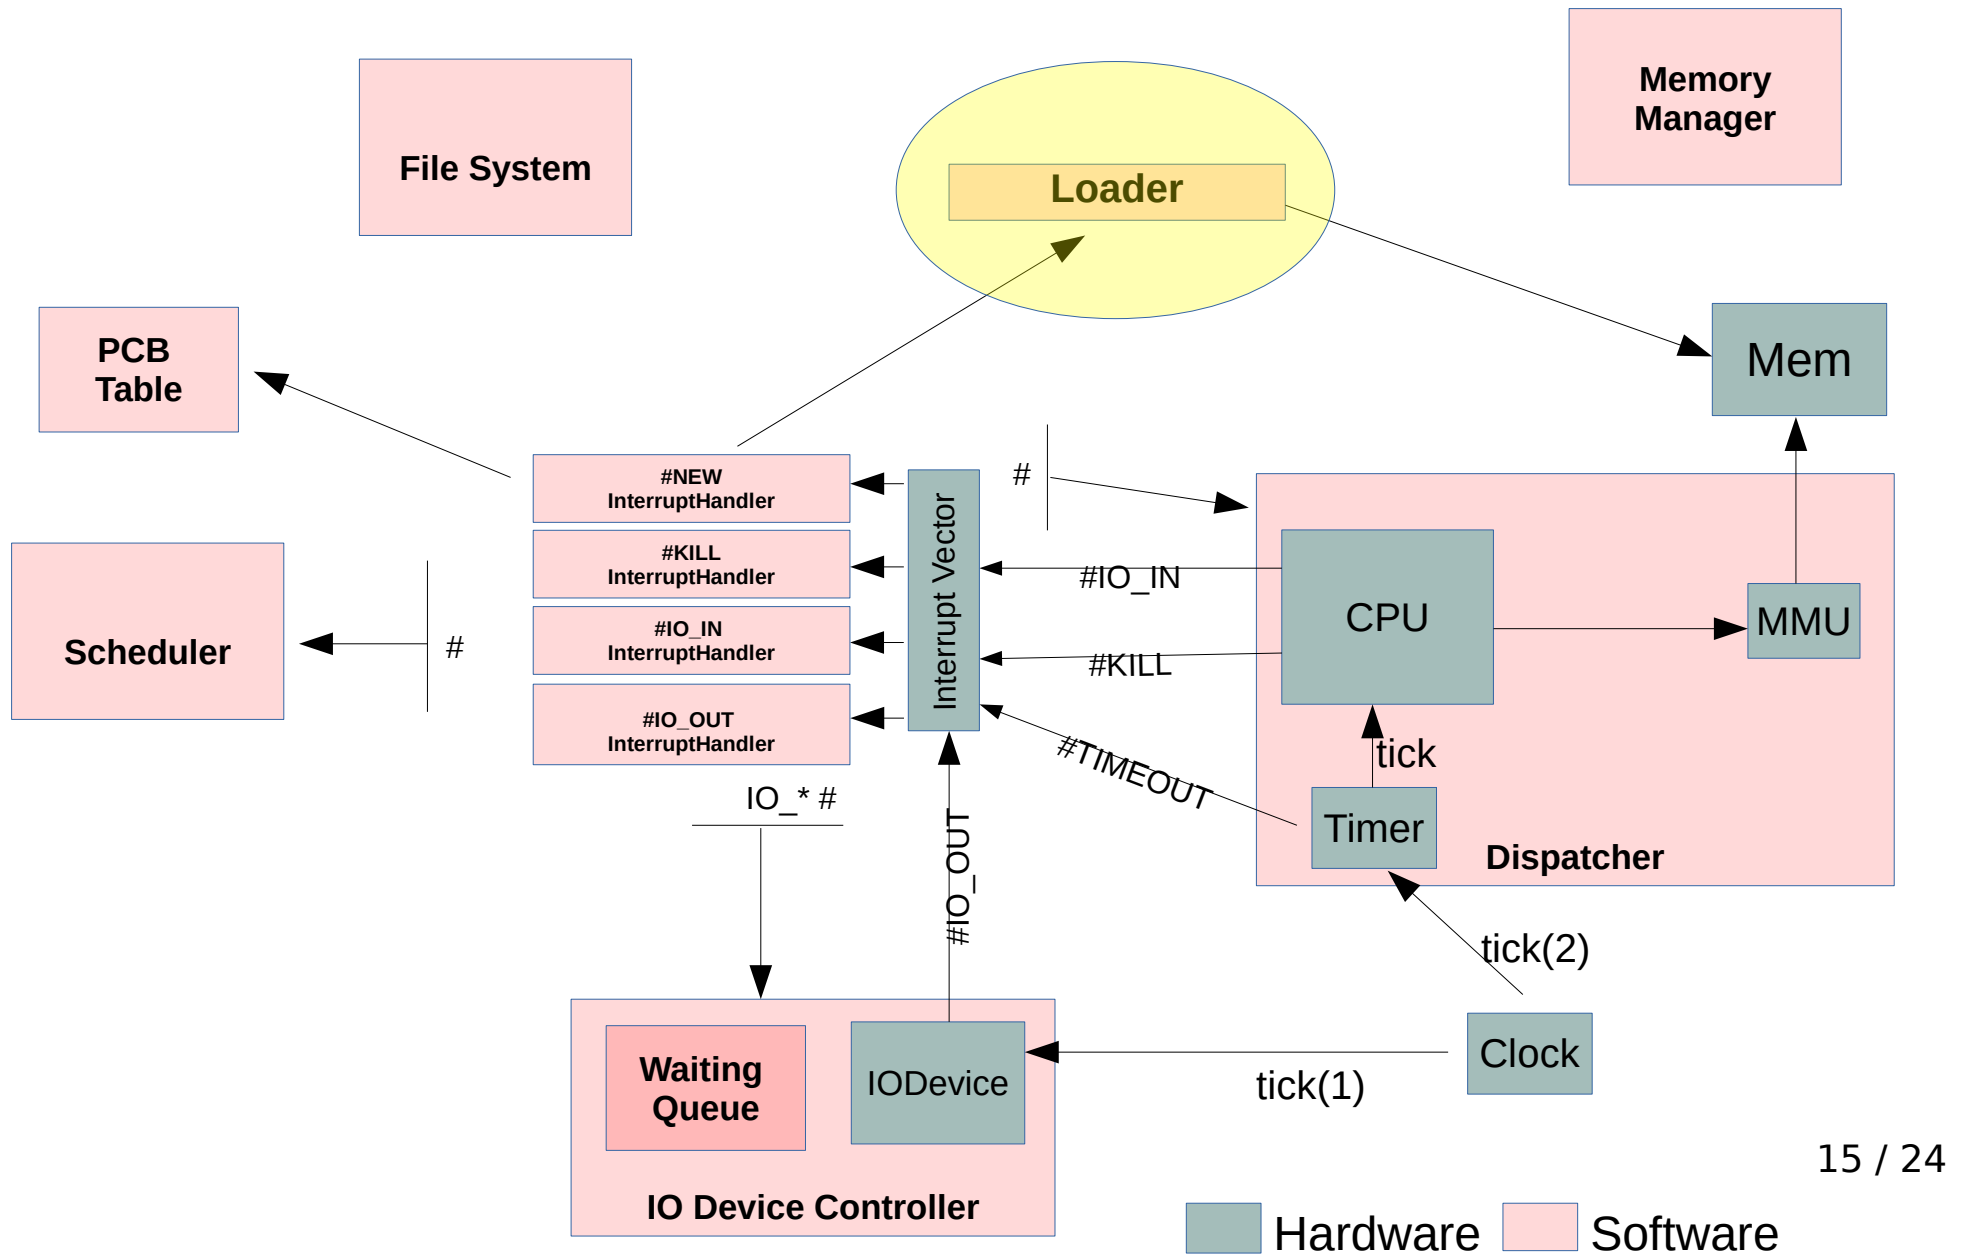 Memory
Manager
File System
Loader
PCB
Table
Mem
#NEW
InterruptHandler
#
#KILL
InterruptHandler
Interrupt Vector
#IO_IN
CPU
MMU
#IO_IN
InterruptHandler
Scheduler
#
#KILL
#IO_OUT
InterruptHandler
#TIMEOUT
tick
IO_* #
Timer
Dispatcher
#IO_OUT
tick(2)
Waiting
Queue
IODevice
Clock
tick(1)
IO Device Controller
15 / 24
Hardware
Software